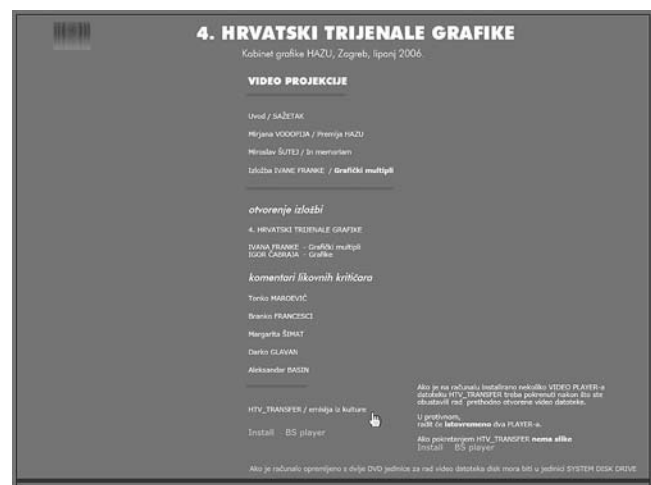 4. HRVATSKI TRIJENALE GRAFIKE
Kabinet grafike HAZU, Zagreb, lipanj 2006.
VIDEO PROJEKCIJE
Uvod / SAŽETAK
Mirjana VODOPIJA / Premija HAZU
Miroslav ŠUTEJ / In memoriam
Izložba IVANE FRANKE / Grafički multipli
otvorenje izložbi
4. HRVATSKI TRIJENALE GRAFIKE
IVANA FRANKE - Grafički multipli
IGOR ČABRAJA - Grafike
komentari likovnih kritičara
Tonko MAROEVIĆ
Branko FRANCESCI
Margarita ŠIMAT
Darko GLAVAN
Aleksandar BASIN
HTV_TRANSFER / emisija iz kulture
Install BS player
Ako je na računalu instalirano nekoliko VIDEO PLAYER-a
datoteku HTV_TRANSFER treba pokrenuti nakon što ste
obustavili rad prethodno otvorene video datoteke.
U protivnom,
radit će istovremeno dva PLAYER-a.
Ako pokretanjem HTV_TRANSFER nema slike
Install BS player
Ako je računalo opremljeno s dvije DVD jedinice za rad video datoteka disk mora biti u jedinici SYSTEM DISK DRIVE